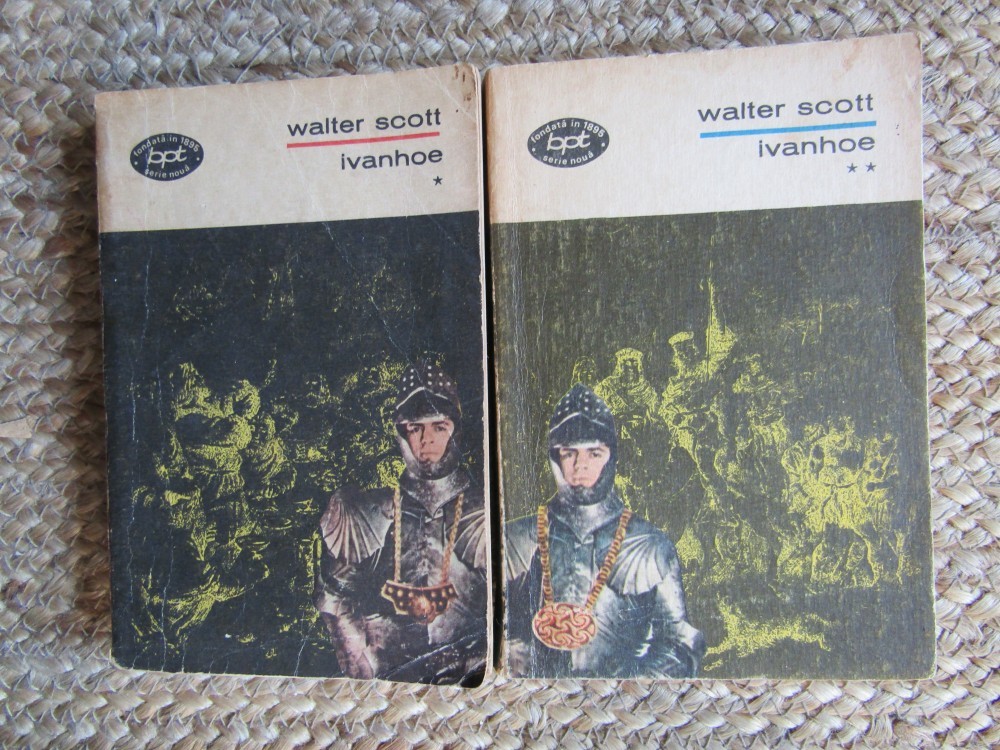 fondată în 1895
bpt
serie nouă
walter scott
ivanhoe
*
fondată în 1895
bpt
serie nouă
walter scott
ivanhoe
* *